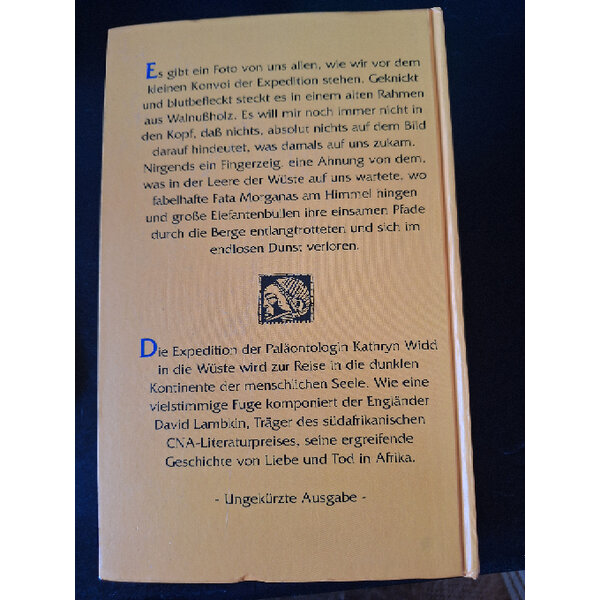 Es gibt ein Foto von uns allen, wie wir vor dem
kleinen Konvoi der Expedition stehen. Geknickt
und blutbefleckt steckt es in einem alten Rahmen
aus Walnußholz. Es will mir noch immer nicht in
den Kopf, daß nichts, absolut nichts auf dem Bild
darauf hindeutet, was damals auf uns zukam.
Nirgends ein Fingerzeig, eine Ahnung von dem,
was in der Leere der Wüste auf uns wartete, wo
fabelhafte Fata Morganas am Himmel hingen
und große Elefantenbullen ihre einsamen Pfade
durch die Berge entlangtrotteten und sich im
endlosen Dunst verloren.
Die Expedition der Paläontologin Kathryn Widd
in die Wüste wird zur Reise in die dunklen
Kontinente der menschlichen Seele. Wie eine
vielstimmige Fuge komponiert der Engländer
David Lambkin, Träger des südafrikanischen
CNA-Literaturpreises, seine ergreifende
Geschichte von Liebe und Tod in Afrika.
- Ungekürzte Ausgabe -